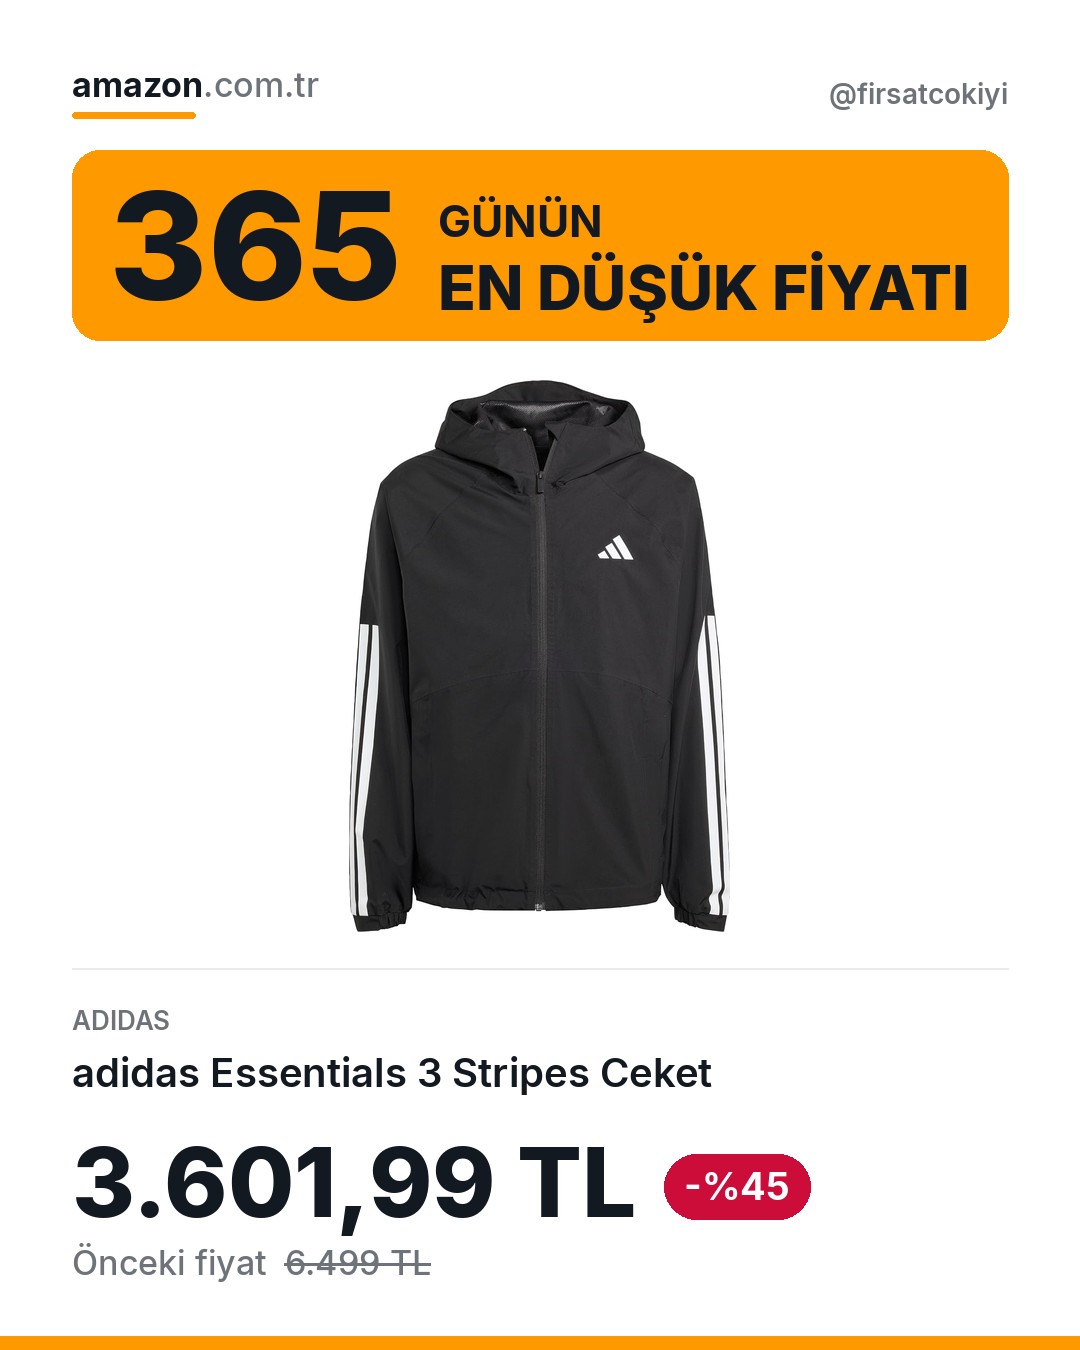 amazon.com.tr
@firsatcokiyi
365 GÜNÜN
EN DÜŞÜK FİYATI
ADIDAS
adidas Essentials 3 Stripes Ceket
3.601,99 TL -%45
Önceki fiyat 6.499 TL